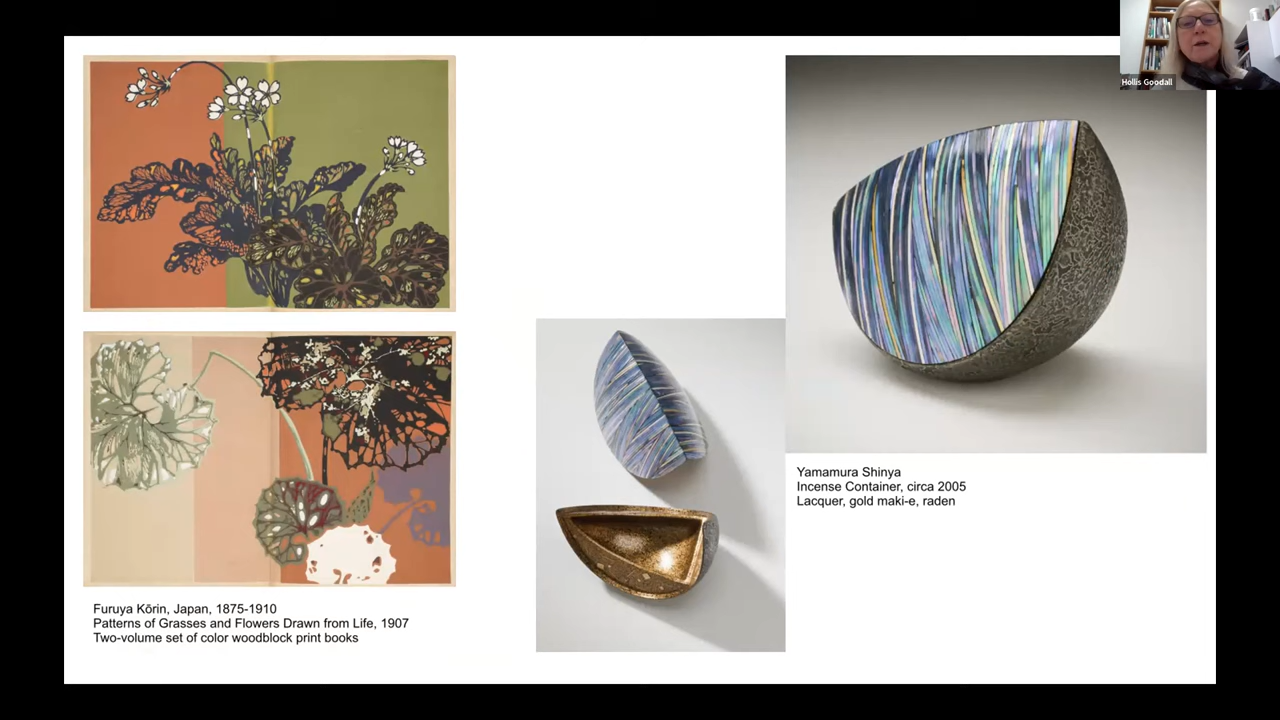 Hollis Goodall
Yamamura Shinya
Incense Container, circa 2005
Lacquer, gold maki-e, raden
Furuya Kōrin, Japan, 1875-1910
Patterns of Grasses and Flowers Drawn from Life, 1907
Two-volume set of color woodblock print books